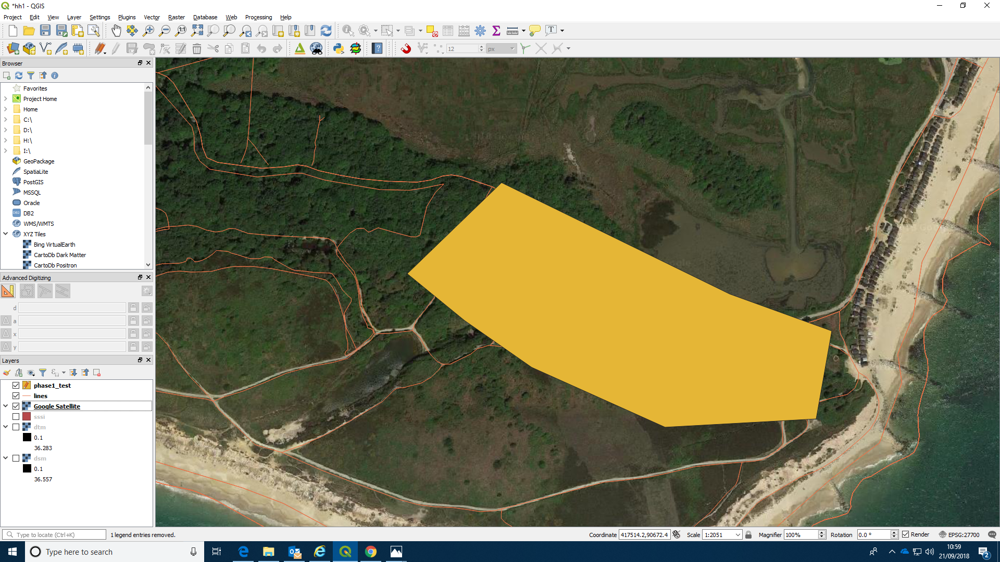 *hh1 - QGIS
Project Edit View Layer Settings Plugins Vector Raster Database Web Processing Help
12 px
Browser
Favorites
Project Home
Home
C:\
D:\
H:\
I:\
GeoPackage
SpatiaLite
PostGIS
MSSQL
Oracle
DB2
WMS/WMTS
XYZ Tiles
Bing VirtualEarth
CartoDb Dark Matter
CartoDb Positron
Advanced Digitizing
d
a
x
y
Layers
phase1_test
lines
Google Satellite
sssi
dtm
0.1
36.283
dsm
0.1
36.557
Type to locate (Ctrl+K) 1 legend entries removed. Coordinate 417514.2,90672.4 Scale 1:2051 Magnifier 100% Rotation 0.0 ° Render EPSG:27700
Type here to search
10:59
21/09/2018
2